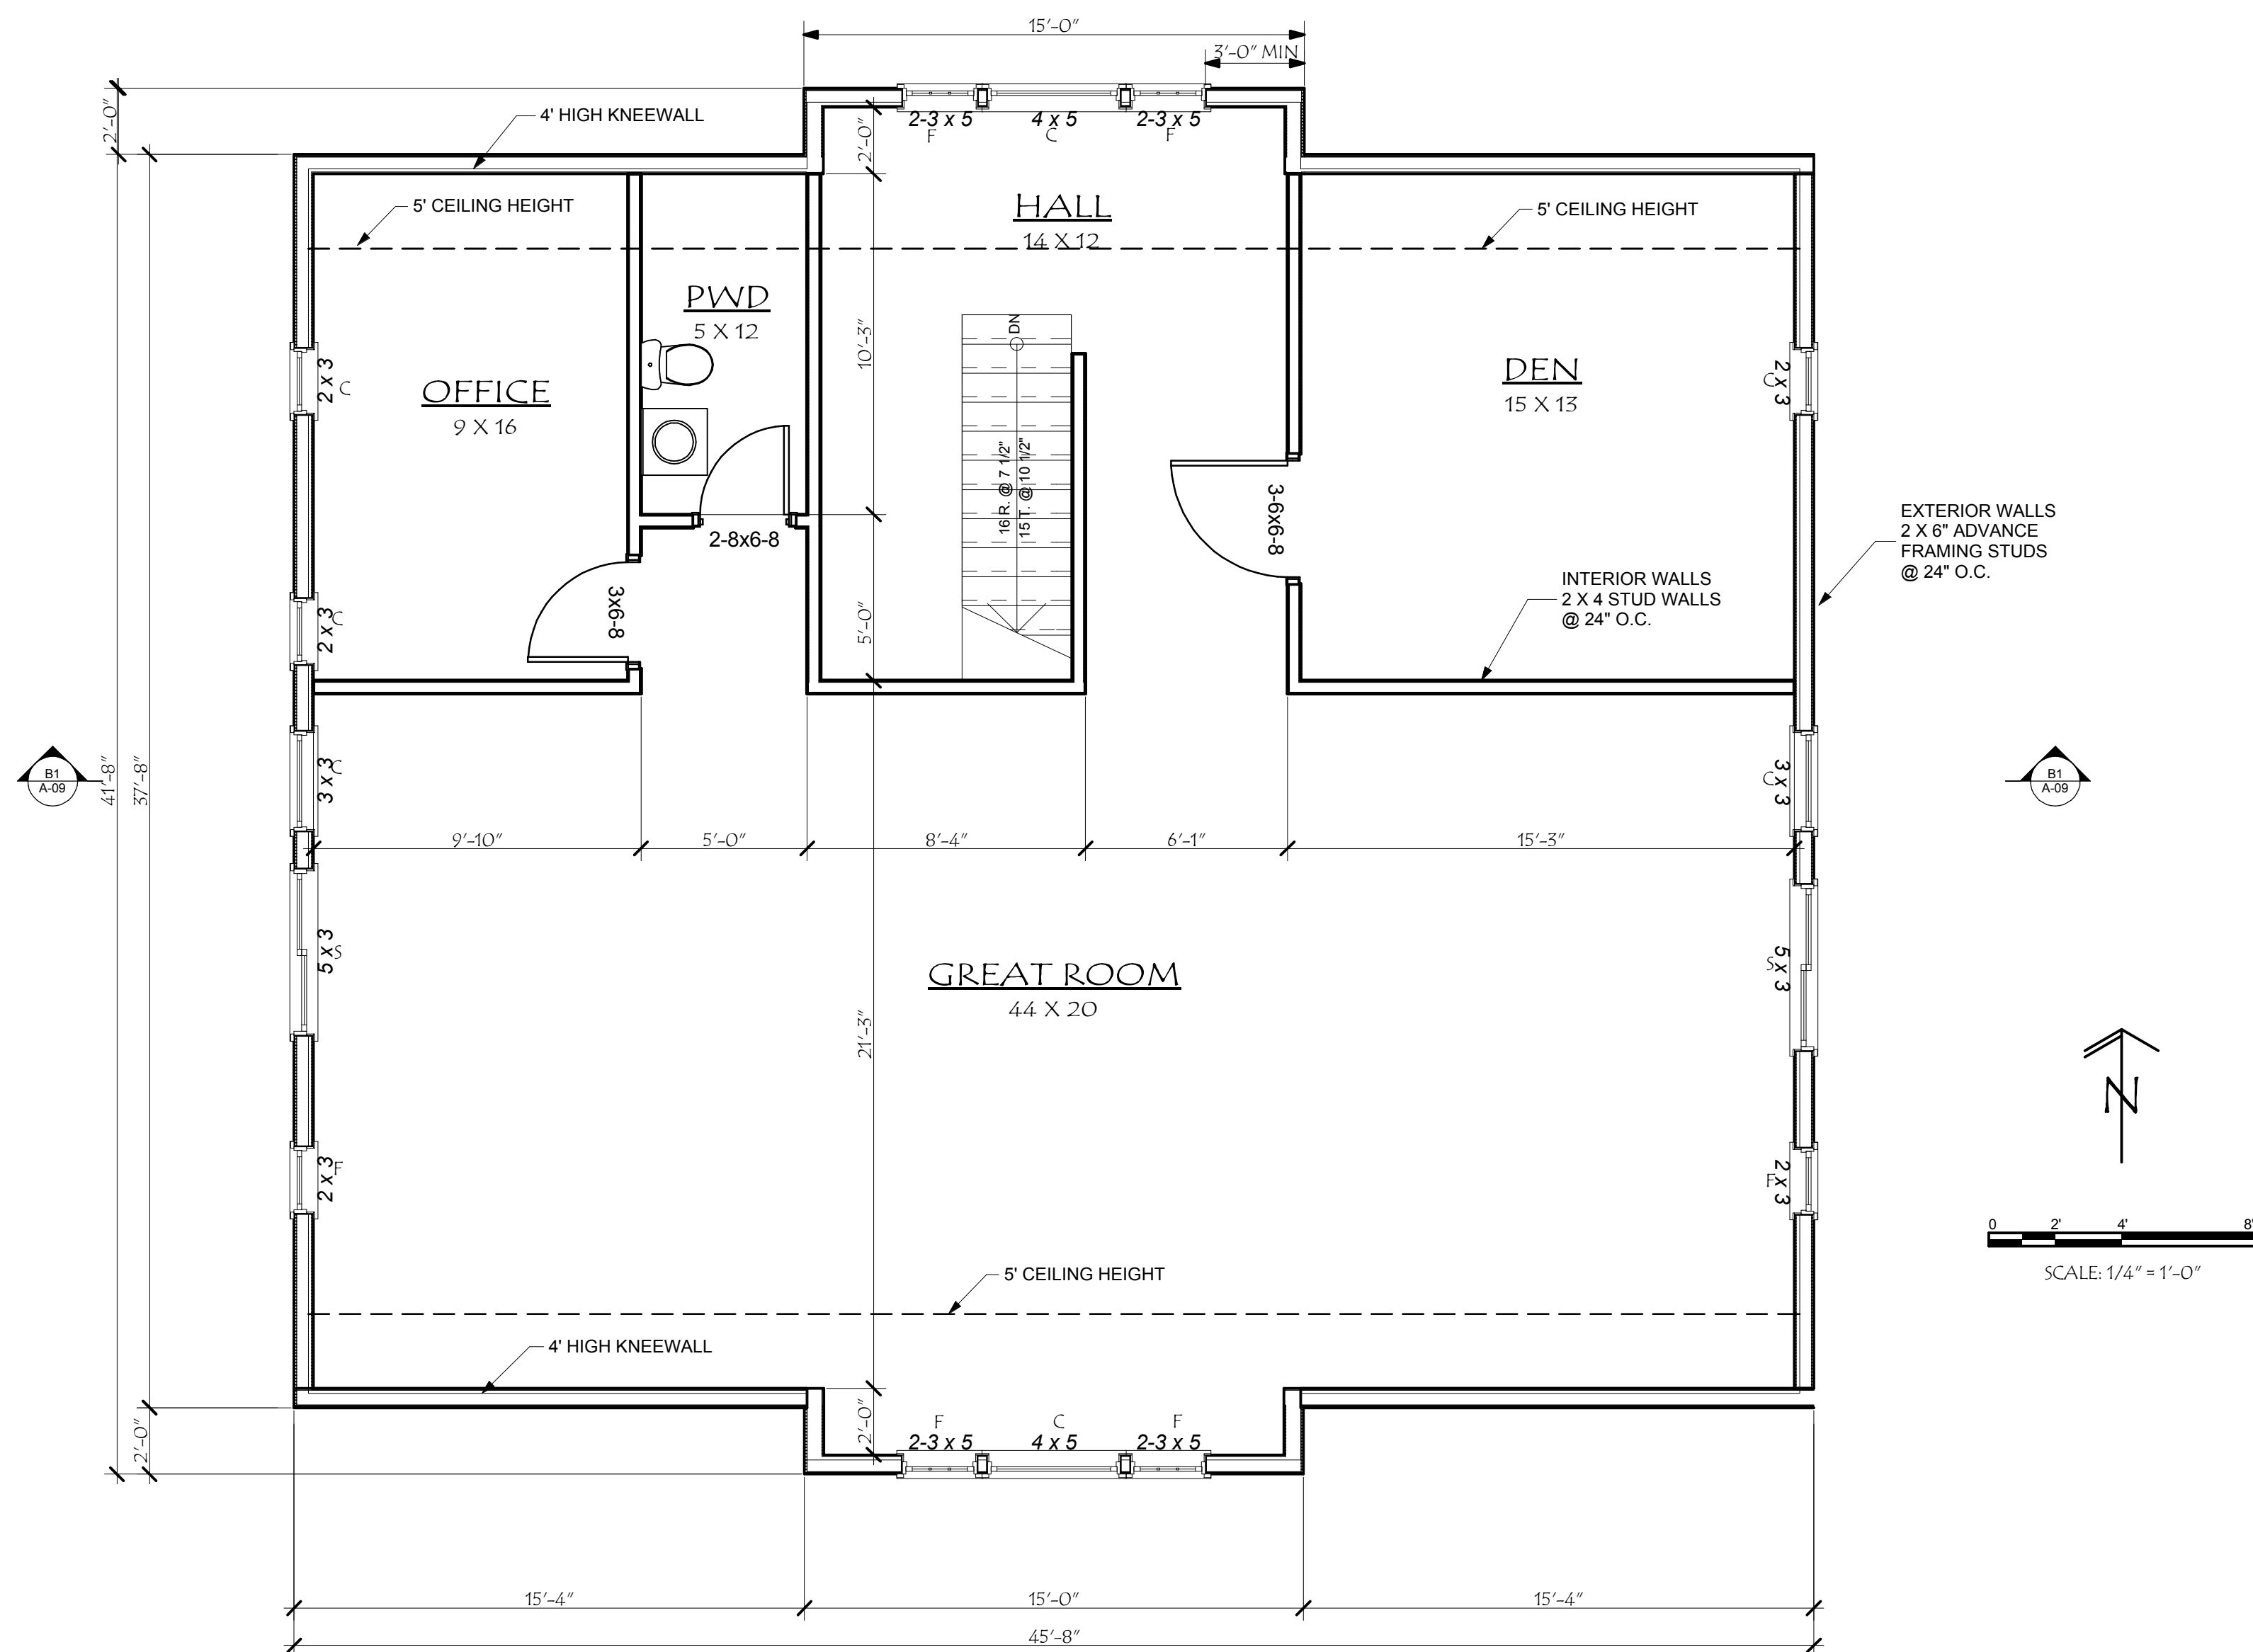 15'-0"
3'-0" MIN
2'-0"
4' HIGH KNEEWALL
2-3 x 5
F
4 x 5
C
2-3 x 5
F
2'-0"
5' CEILING HEIGHT
HALL
14 X 12
5' CEILING HEIGHT
PWD
5 X 12
DN
10'-3"
2 x 3
C
OFFICE
9 X 16
DEN
15 X 13
2 x 3
C
16 R. @ 7 1/2"
15 T. @ 10 1/2"
3-6x6-8
2-8x6-8
EXTERIOR WALLS
2 X 6" ADVANCE
FRAMING STUDS
@ 24" O.C.
INTERIOR WALLS
2 X 4 STUD WALLS
@ 24" O.C.
2 x 3
C
3x6-8
5'-0"
B1
A-09
41'-8"
37'-8"
3 x 3
C
3 x 3
C
B1
A-09
9'-10"
5'-0"
8'-4"
6'-1"
15'-3"
5 x 3
S
GREAT ROOM
44 X 20
5 x 3
S
21'-3"
N
2 x 3
F
2 x 3
F
0 2' 4' 8'
SCALE: 1/4" = 1'-0"
5' CEILING HEIGHT
4' HIGH KNEEWALL
2'-0"
2'-0"
F
2-3 x 5
C
4 x 5
F
2-3 x 5
15'-4"
15'-0"
15'-4"
45'-8"